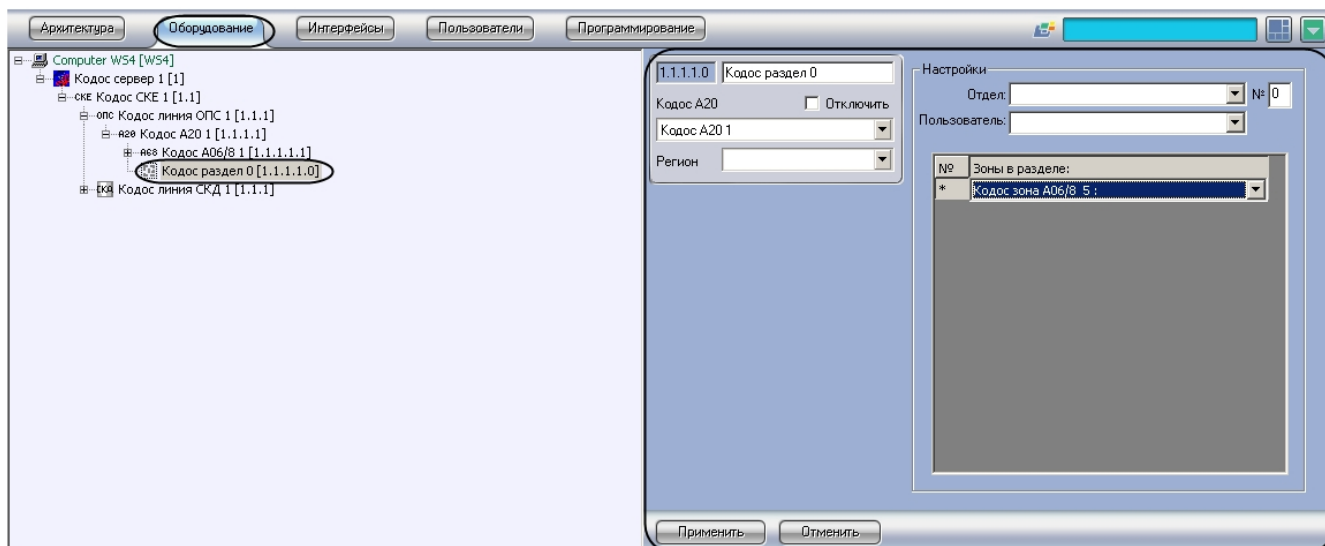 Архитектура Оборудование Интерфейсы Пользователи Программирование
Computer WS4 [WS4]
Кодос сервер 1 [1]
СКЕ Кодос СКЕ 1 [1.1]
ОПС Кодос линия ОПС 1 [1.1.1]
А20 Кодос А20 1 [1.1.1.1]
Кодос А06/8 1 [1.1.1.1.1]
Кодос раздел 0 [1.1.1.1.0]
СКД Кодос линия СКД 1 [1.1.1]
1.1.1.1.0 Кодос раздел 0
Кодос А20 Отключить
Кодос А20 1
Регион
Настройки
Отдел: № 0
Пользователь:
№ Зоны в разделе:
* Кодос зона А06/8 5 :
Применить Отменить